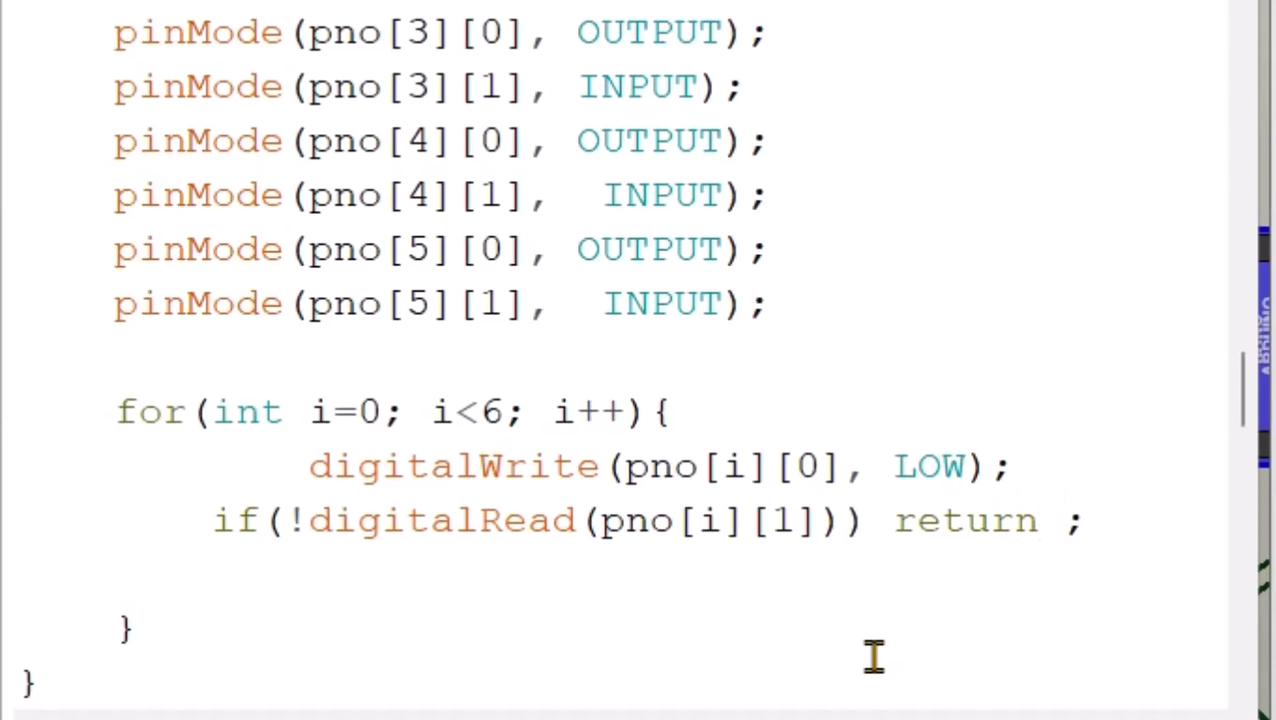 pinMode(pno[3][0], OUTPUT);
pinMode(pno[3][1], INPUT);
pinMode(pno[4][0], OUTPUT);
pinMode(pno[4][1],  INPUT);
pinMode(pno[5][0], OUTPUT);
pinMode(pno[5][1],  INPUT);
for(int i=0; i<6; i++){
digitalWrite(pno[i][0], LOW);
if(!digitalRead(pno[i][1])) return ;
}
}